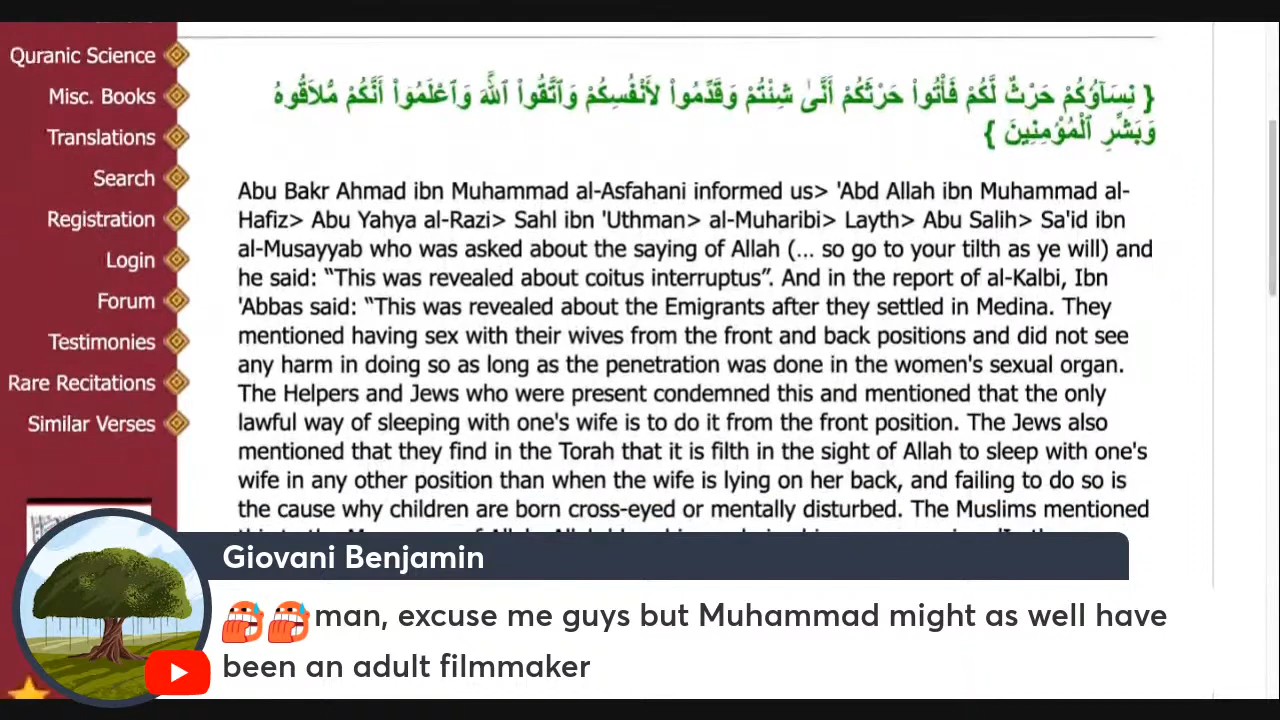 Quranic Science
Misc. Books
Translations
Search
Registration
Login
Forum
Testimonies
Rare Recitations
Similar Verses
{ نِسَآؤُكُمْ حَرْثٌ لَّكُمْ فَأْتُواْ حَرْثَكُمْ أَنَّىٰ شِئْتُمْ وَقَدِّمُواْ لأَنْفُسِكُمْ وَٱتَّقُواْ ٱللَّهَ وَٱعْلَمُوۤاْ أَنَّكُمْ مُّلاَقُوهُ
وَبَشِّرِ ٱلْمُؤْمِنِينَ }
Abu Bakr Ahmad ibn Muhammad al-Asfahani informed us> 'Abd Allah ibn Muhammad al-
Hafiz> Abu Yahya al-Razi> Sahl ibn 'Uthman> al-Muharibi> Layth> Abu Salih> Sa'id ibn
al-Musayyab who was asked about the saying of Allah (... so go to your tilth as ye will) and
he said: “This was revealed about coitus interruptus”. And in the report of al-Kalbi, Ibn
'Abbas said: “This was revealed about the Emigrants after they settled in Medina. They
mentioned having sex with their wives from the front and back positions and did not see
any harm in doing so as long as the penetration was done in the women's sexual organ.
The Helpers and Jews who were present condemned this and mentioned that the only
lawful way of sleeping with one's wife is to do it from the front position. The Jews also
mentioned that they find in the Torah that it is filth in the sight of Allah to sleep with one's
wife in any other position than when the wife is lying on her back, and failing to do so is
the cause why children are born cross-eyed or mentally disturbed. The Muslims mentioned
Giovani Benjamin
man, excuse me guys but Muhammad might as well have
been an adult filmmaker